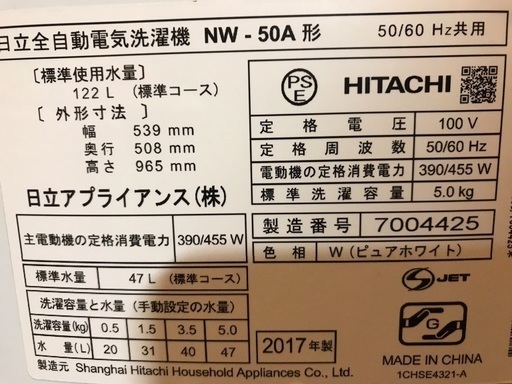 日立全自動電気洗濯機 NW-50A 形 50/60 Hz共用
〔標準使用水量〕
122 L (標準コース)
〔外形寸法〕
幅 539 mm
奥行 508 mm
高さ 965 mm
日立アプライアンス(株)
主電動機の定格消費電力 390/455 W
標準水量 47 L (標準コース)
洗濯容量と水量 (手動設定の水量)
洗濯容量(kg) 0.5 1.5 3.5 5.0
水 量(L) 20 31 40 47
製造元 Shanghai Hitachi Household Appliances Co., Ltd.
PSE HITACHI
定格電圧 100 V
定格周波数 50/60 Hz
電動機の定格消費電力 390/455 W
標準洗濯容量 5.0 kg
製造番号 7004425
色相 W (ピュアホワイト)
S JET
2017年製
G
MADE IN CHINA
1CHSE4321-A